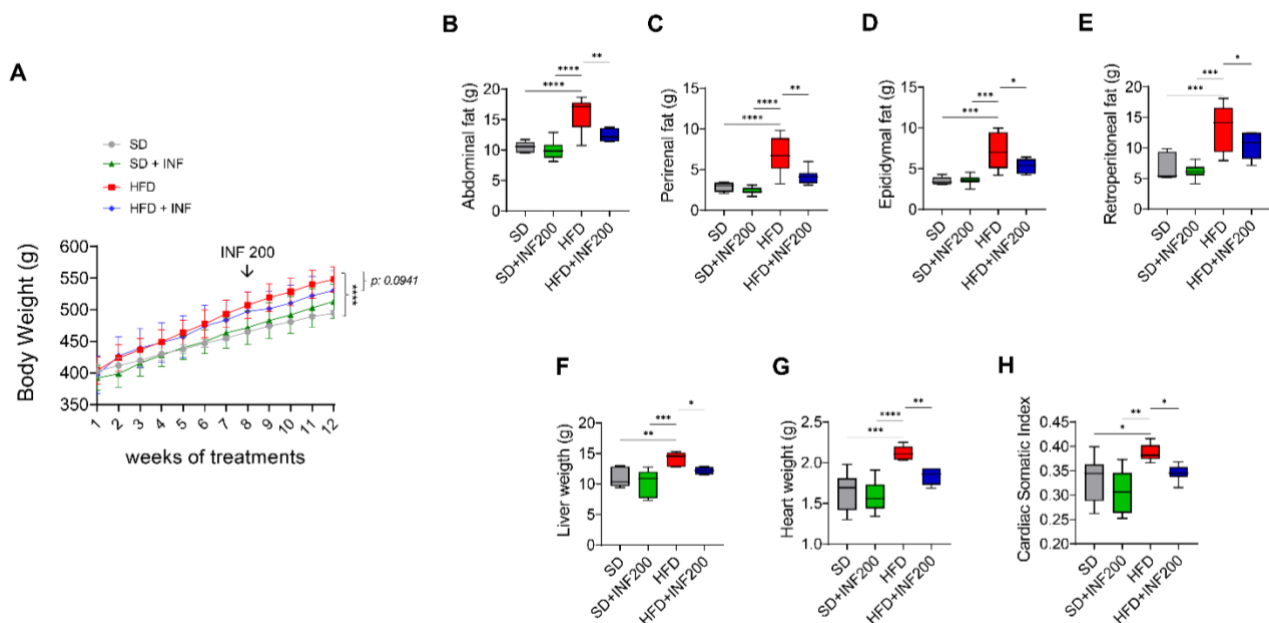 A
SD
SD + INF
HFD
HFD + INF
INF 200
Body Weight (g)
600
550
500
450
400
350
1 2 3 4 5 6 7 8 9 10 11 12
weeks of treatments
****
p: 0.0941
B
Abdominal fat (g)
20
15
10
5
0
**
****
****
SD
SD+INF200
HFD
HFD+INF200
C
Perirenal fat (g)
15
10
5
0
**
****
****
SD
SD+INF200
HFD
HFD+INF200
D
Epididymal fat (g)
15
10
5
0
*
***
***
SD
SD+INF200
HFD
HFD+INF200
E
Retroperitoneal fat (g)
20
15
10
5
0
*
***
***
SD
SD+INF200
HFD
HFD+INF200
F
Liver weigth (g)
20
15
10
5
0
*
***
**
SD
SD+INF200
HFD
HFD+INF200
G
Heart weight (g)
2.5
2.0
1.5
1.0
**
****
***
SD
SD+INF200
HFD
HFD+INF200
H
Cardiac Somatic Index
0.45
0.40
0.35
0.30
0.25
0.20
*
**
*
SD
SD+INF200
HFD
HFD+INF200